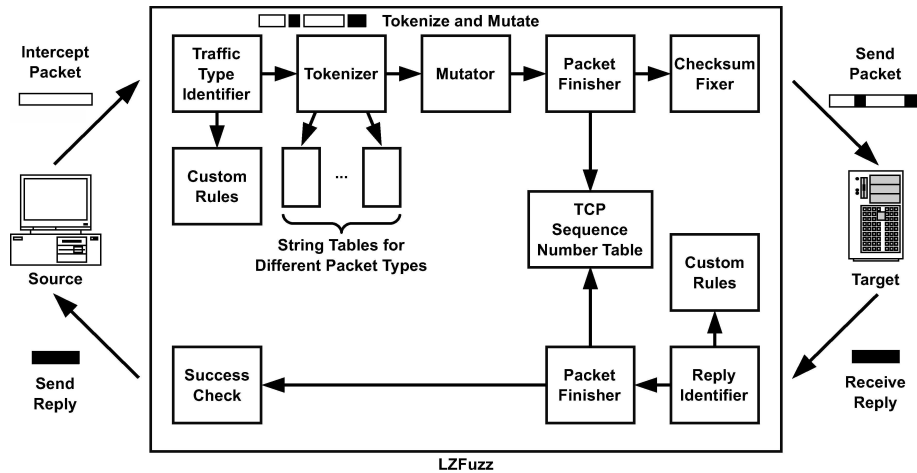 Tokenize and Mutate
Intercept
Packet
Traffic
Type
Identifier
Tokenizer
Mutator
Packet
Finisher
Checksum
Fixer
Send
Packet
Custom
Rules
...
String Tables for
Different Packet Types
TCP
Sequence
Number Table
Custom
Rules
Source
Target
Send
Reply
Success
Check
Packet
Finisher
Reply
Identifier
Receive
Reply
LZFuzz